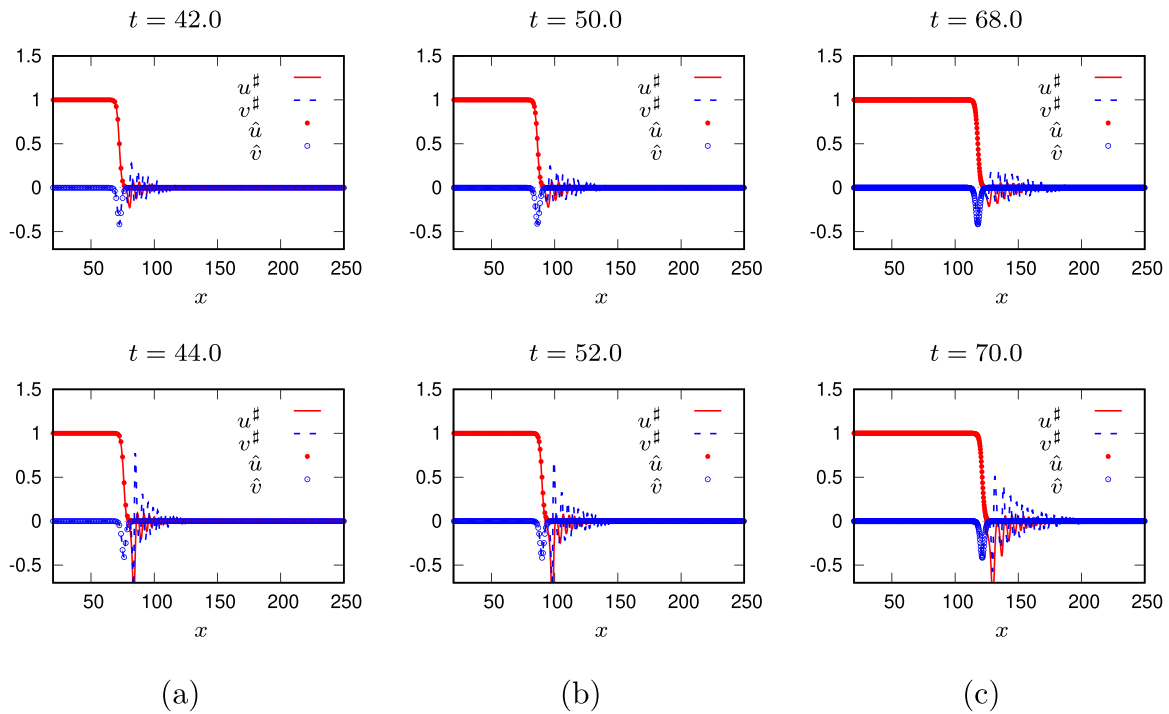 t = 42.0
t = 50.0
t = 68.0
1.5
1
0.5
0
-0.5
u♯
v♯
û
v̂
50 100 150 200 250
x
1.5
1
0.5
0
-0.5
u♯
v♯
û
v̂
50 100 150 200 250
x
1.5
1
0.5
0
-0.5
u♯
v♯
û
v̂
50 100 150 200 250
x
t = 44.0
t = 52.0
t = 70.0
1.5
1
0.5
0
-0.5
u♯
v♯
û
v̂
50 100 150 200 250
x
1.5
1
0.5
0
-0.5
u♯
v♯
û
v̂
50 100 150 200 250
x
1.5
1
0.5
0
-0.5
u♯
v♯
û
v̂
50 100 150 200 250
x
(a)
(b)
(c)